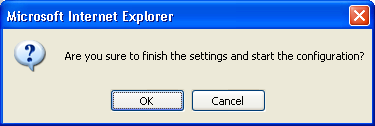 Microsoft Internet Explorer
Are you sure to finish the settings and start the configuration?
OK Cancel